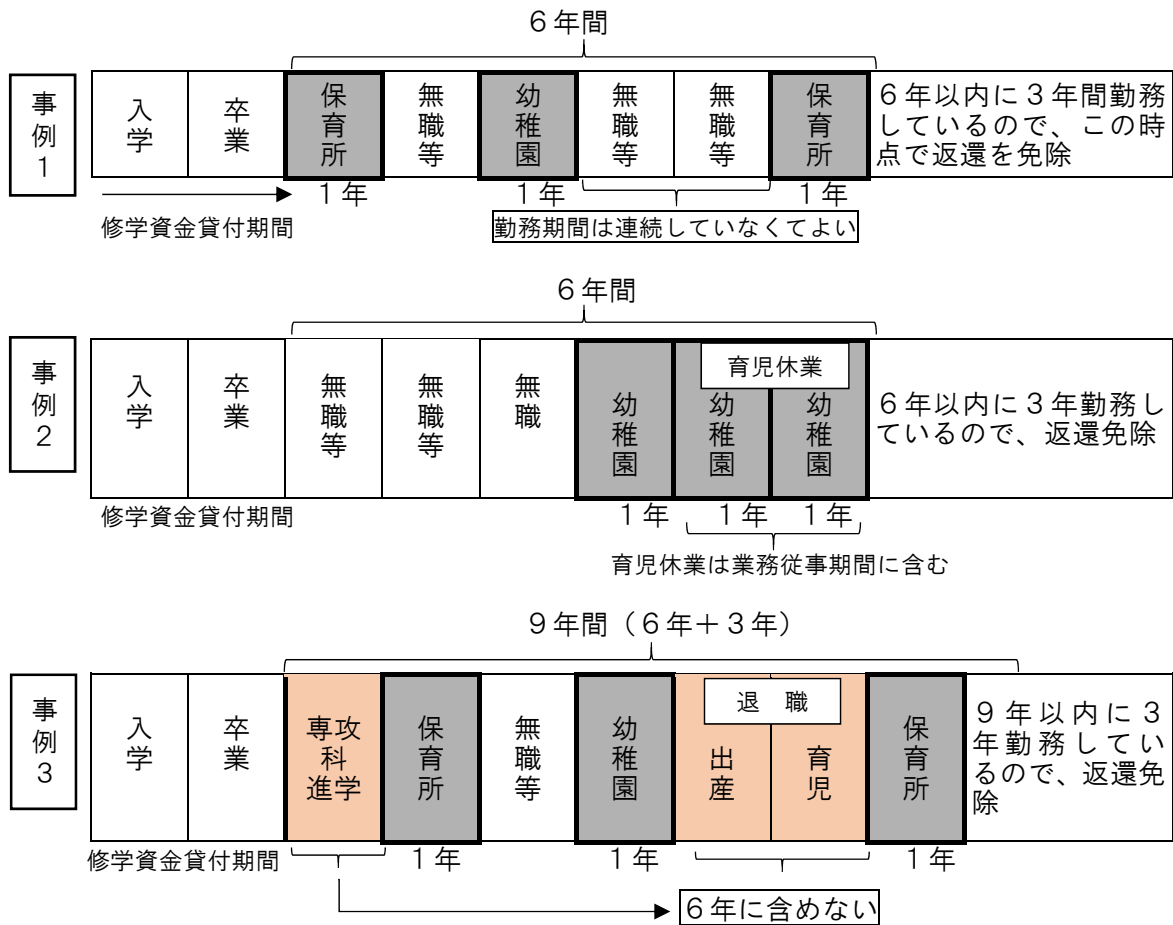 ６年間
事例１
入学
卒業
保育所
無職等
幼稚園
無職等
無職等
保育所
６年以内に３年間勤務
しているので、この時
点で返還を免除
１年
１年
１年
修学資金貸付期間
勤務期間は連続していなくてよい
６年間
事例２
入学
卒業
無職等
無職等
無職
幼稚園
育児休業
幼稚園
幼稚園
６年以内に３年勤務し
ているので、返還免除
修学資金貸付期間
１年
１年
１年
育児休業は業務従事期間に含む
９年間（６年＋３年）
事例３
入学
卒業
専攻
科
進学
保育所
無職等
幼稚園
退　職
出産
育児
保育所
９年以内に３
年勤務してい
るので、返還免
除
修学資金貸付期間
１年
１年
１年
６年に含めない